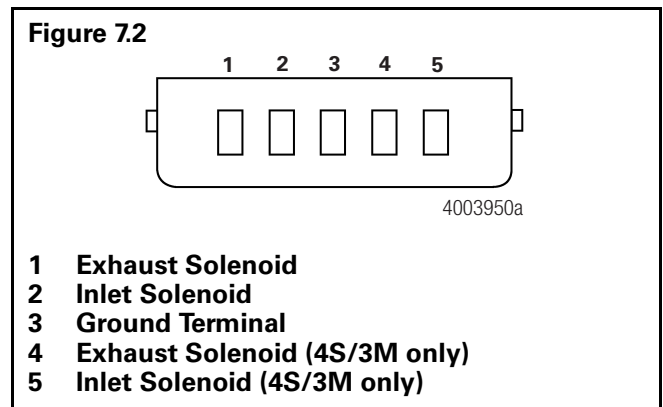 Figure 7.2
1 2 3 4 5
4003950a
1 Exhaust Solenoid
2 Inlet Solenoid
3 Ground Terminal
4 Exhaust Solenoid (4S/3M only)
5 Inlet Solenoid (4S/3M only)